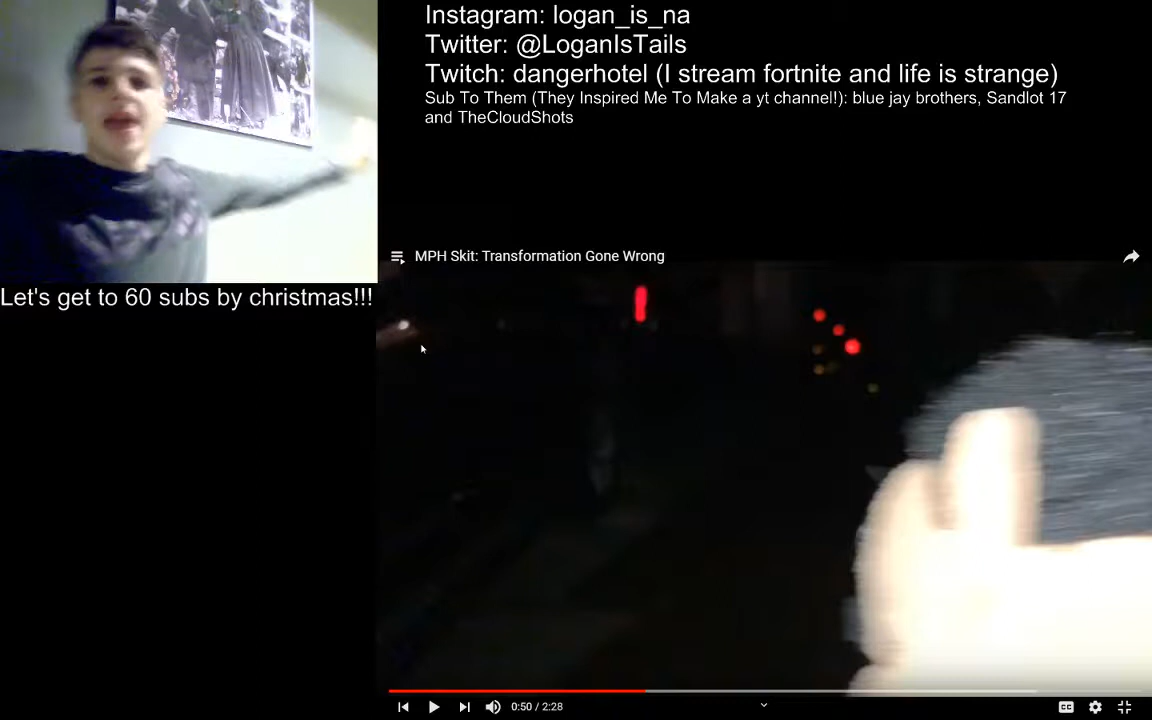 Instagram: logan_is_na
Twitter: @LoganIsTails
Twitch: dangerhotel (I stream fortnite and life is strange)
Sub To Them (They Inspired Me To Make a yt channel!): blue jay brothers, Sandlot 17
and TheCloudShots
MPH Skit: Transformation Gone Wrong
Let's get to 60 subs by christmas!!!
0:50 / 2:28
CC